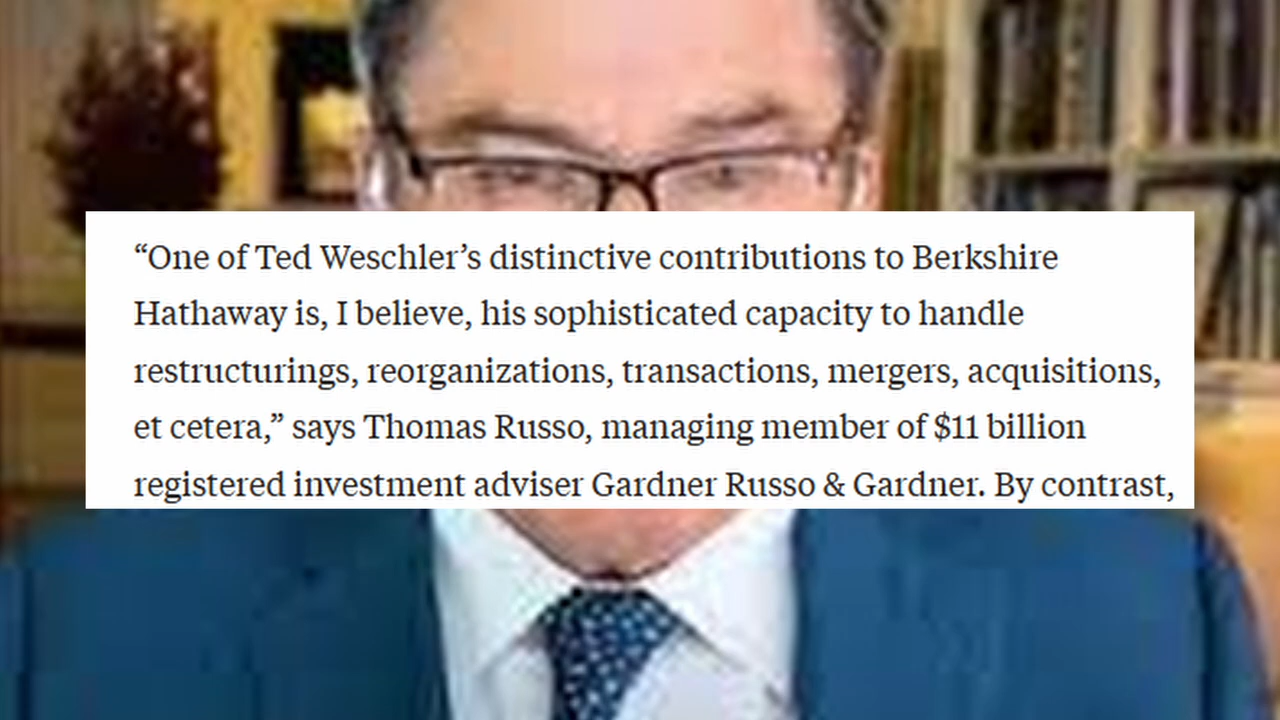 “One of Ted Weschler’s distinctive contributions to Berkshire
Hathaway is, I believe, his sophisticated capacity to handle
restructurings, reorganizations, transactions, mergers, acquisitions,
et cetera,” says Thomas Russo, managing member of $11 billion
registered investment adviser Gardner Russo & Gardner. By contrast,